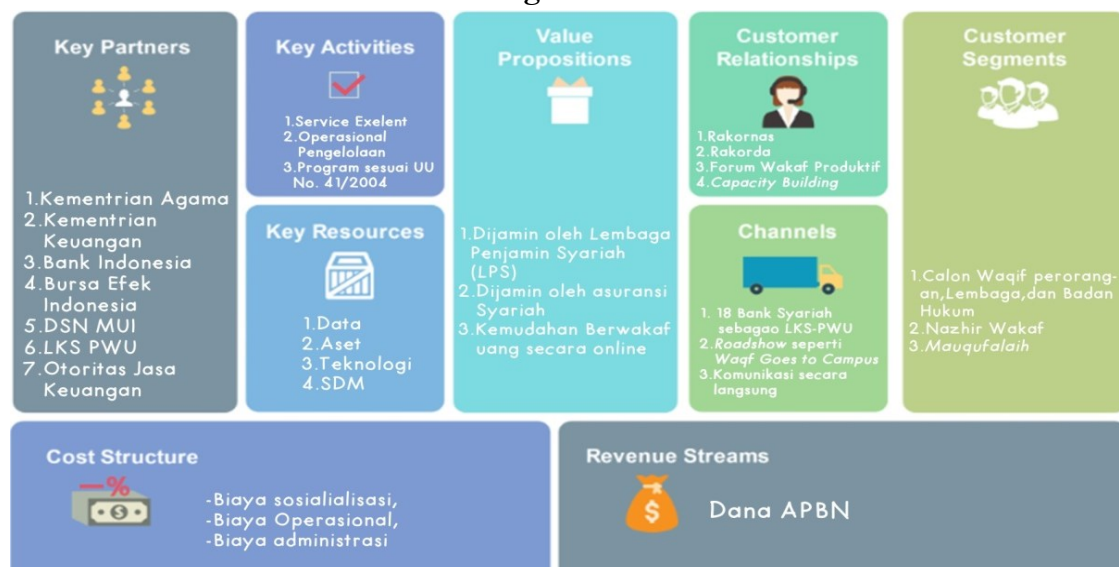 Key Partners
1.Kementrian Agama
2.Kementrian
Keuangan
3.Bank Indonesia
4.Bursa Efek
Indonesia
5.DSN MUI
6.LKS PWU
7.Otoritas Jasa
Keuangan
Key Activities
1.Service Exelent
2.Operasional
Pengelolaan
3.Program sesuai UU
No. 41/2004
Key Resources
1.Data
2.Aset
3.Teknologi
4.SDM
Value
Propositions
1.Dijamin oleh Lembaga
Penjamin Syariah
(LPS)
2.Dijamin oleh asuransi
Syariah
3.Kemudahan Berwakaf
uang secara online
Customer
Relationships
1.Rakornas
2.Rakorda
3.Forum Wakaf Produktif
4.Capacity Building
Channels
1. 18 Bank Syariah
sebagao LKS-PWU
2.Roadshow seperti
Waqf Goes to Campus
3.Komunikasi secara
langsung
Customer
Segments
1.Calon Waqif perorang-
an,Lembaga,dan Badan
Hukum
2.Nazhir Wakaf
3.Mauqufalaih
Cost Structure
-%
$
-Biaya sosialialisasi,
-Biaya Operasional,
-Biaya administrasi
Revenue Streams
$
Dana APBN